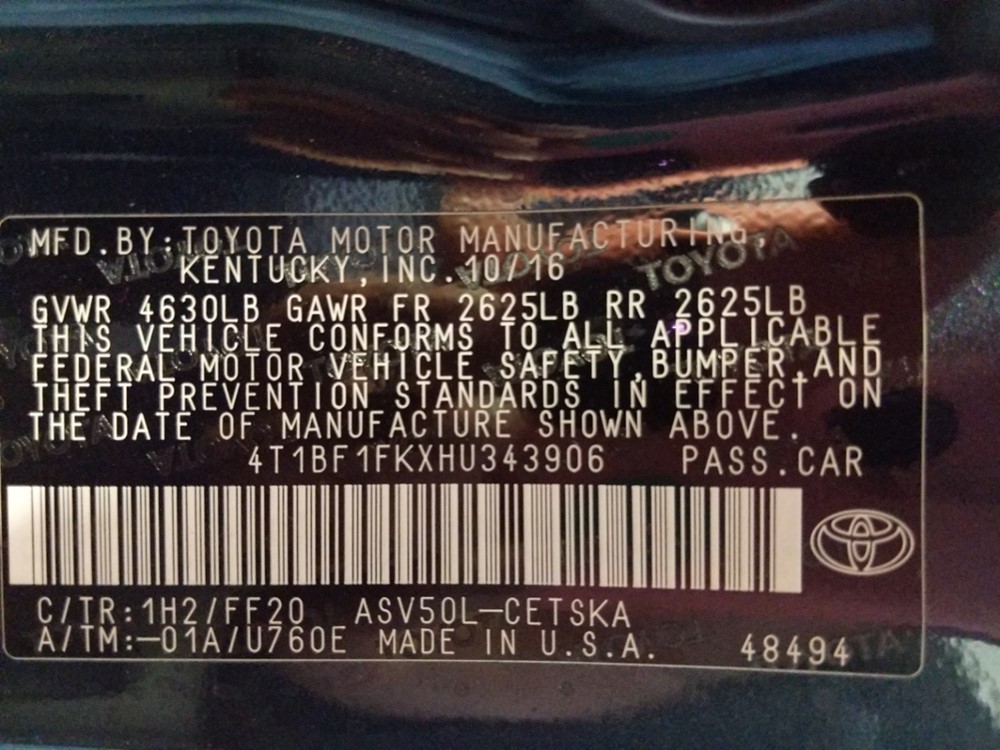 MFD.BY:TOYOTA MOTOR MANUFACTURING,
KENTUCKY,INC.10/16
TOYOTA
GVWR 4630LB GAWR FR 2625LB RR 2625LB
THIS VEHICLE CONFORMS TO ALL APPLICABLE
FEDERAL MOTOR VEHICLE SAFETY,BUMPER,AND
THEFT PREVENTION STANDARDS IN EFFECT ON
THE DATE OF MANUFACTURE SHOWN ABOVE.
4T1BF1FKXHU343906 PASS.CAR
C/TR:1H2/FF20 ASV50L-CETSKA
A/TM:-01A/U760E MADE IN U.S.A. 48494